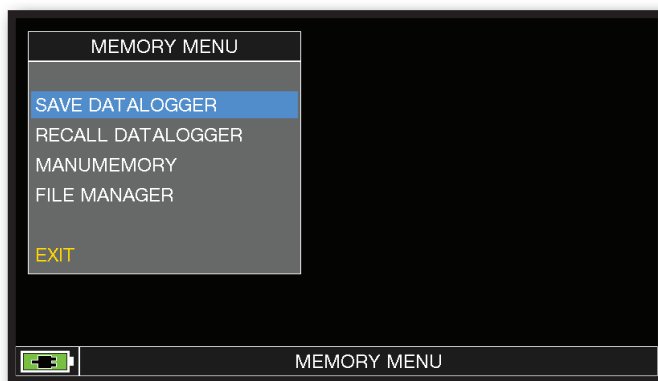 MEMORY MENU
SAVE DATALOGGER
RECALL DATALOGGER
MANUMEMORY
FILE MANAGER
EXIT
MEMORY MENU